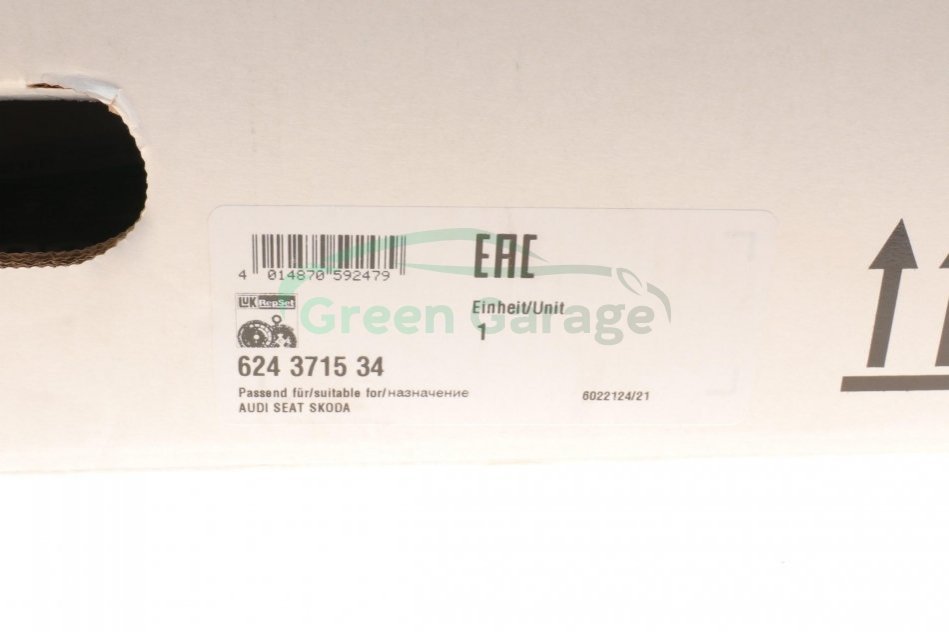 4 014870 592479
EAC
LUK RepSet
Einheit/Unit
1
Green Garage
624 3715 34
Passend für/suitable for/назначение
6022124/21
AUDI SEAT SKODA